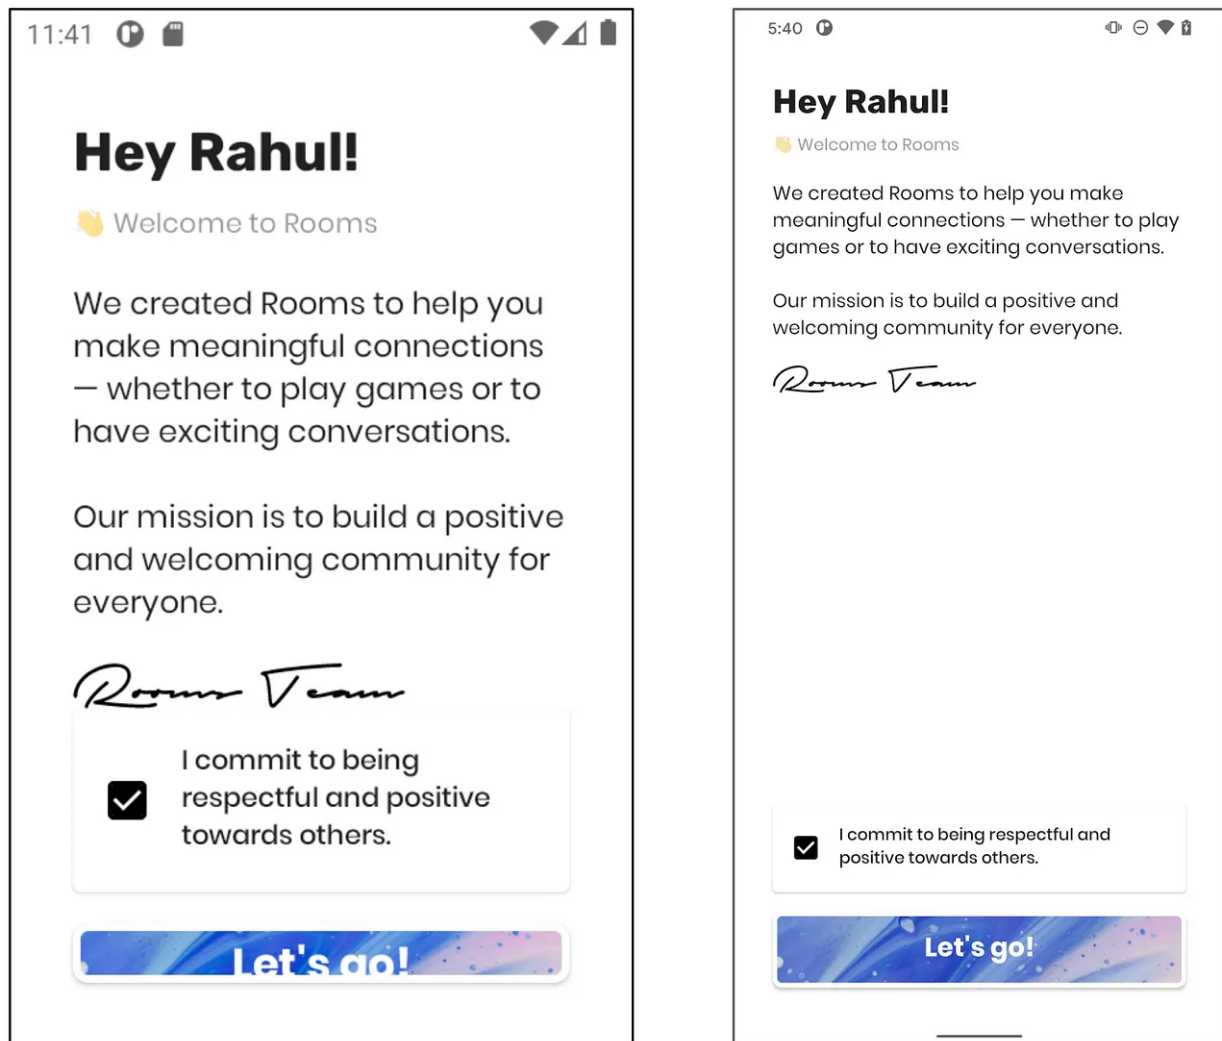 11:41
Hey Rahul!
👋 Welcome to Rooms
We created Rooms to help you
make meaningful connections
— whether to play games or to
have exciting conversations.
Our mission is to build a positive
and welcoming community for
everyone.
Rooms Team
I commit to being
respectful and positive
towards others.
Let's go!
5:40
Hey Rahul!
👋 Welcome to Rooms
We created Rooms to help you make
meaningful connections — whether to play
games or to have exciting conversations.
Our mission is to build a positive and
welcoming community for everyone.
Rooms Team
I commit to being respectful and
positive towards others.
Let's go!